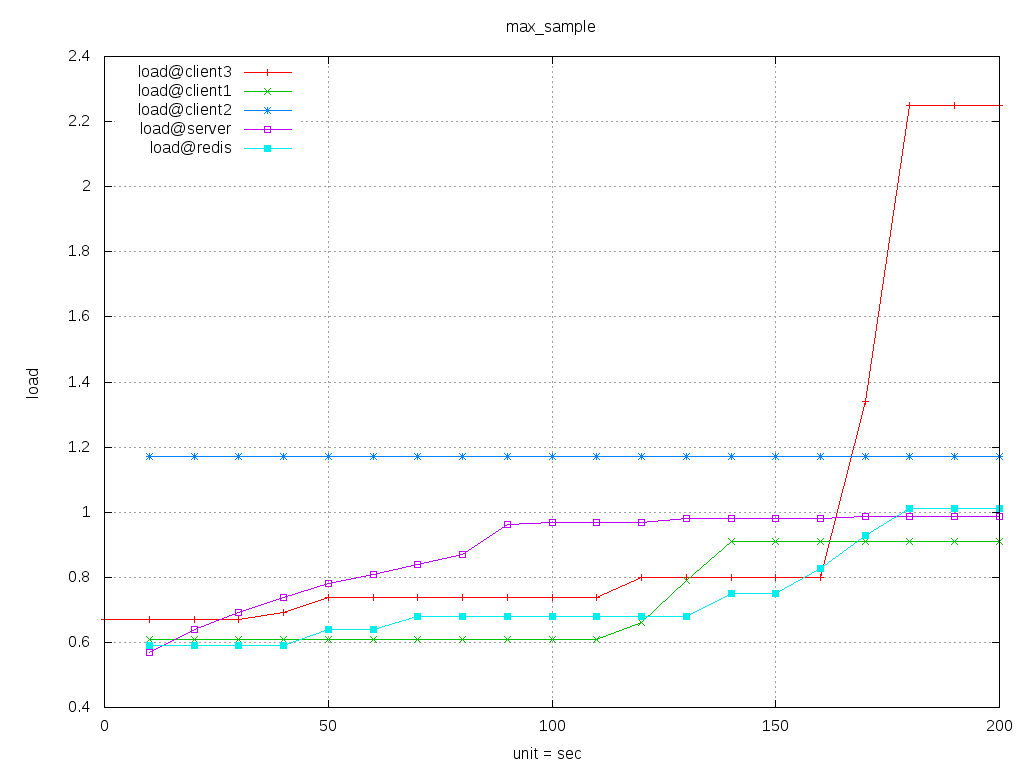 max_sample
2.4
2.2
2
1.8
1.6
1.4
1.2
1
0.8
0.6
0.4
load
load@client3
load@client1
load@client2
load@server
load@redis
0 50 100 150 200
unit = sec